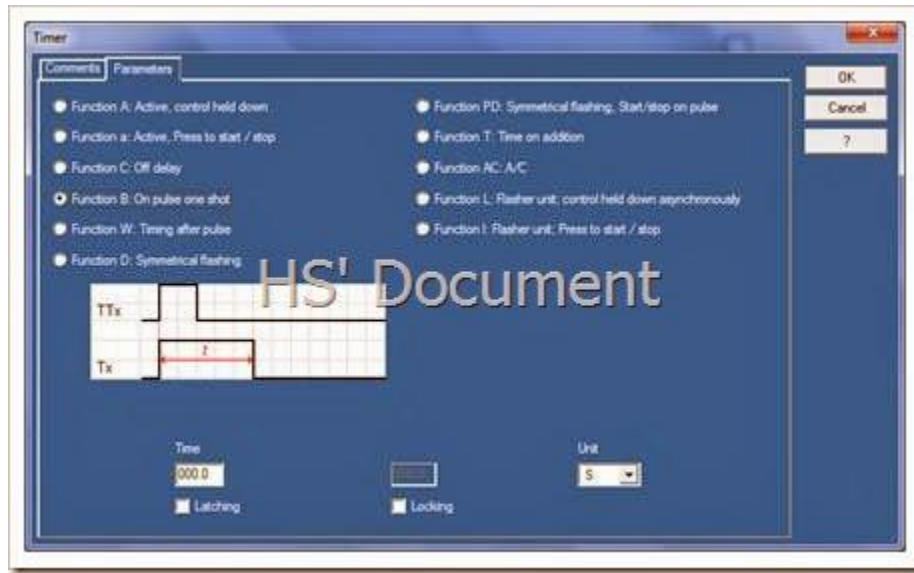 Timer
Comments
Parameters
OK
Cancel
?
Function A: Active, control held down
Function a: Active, Press to start / stop
Function C: Off delay
Function B: On pulse one shot
Function W: Timing after pulse
Function D: Symmetrical flashing.
Function PD: Symmetrical flashing, Start/stop on pulse
Function T: Time on addition
Function AC: A/C
Function L: Flasher unit; control held down asynchronously
Function l: Flasher unit; Press to start / stop
HS' Document
TTx
t
Tx
Time
000.0
Latching
Locking
Unit
S